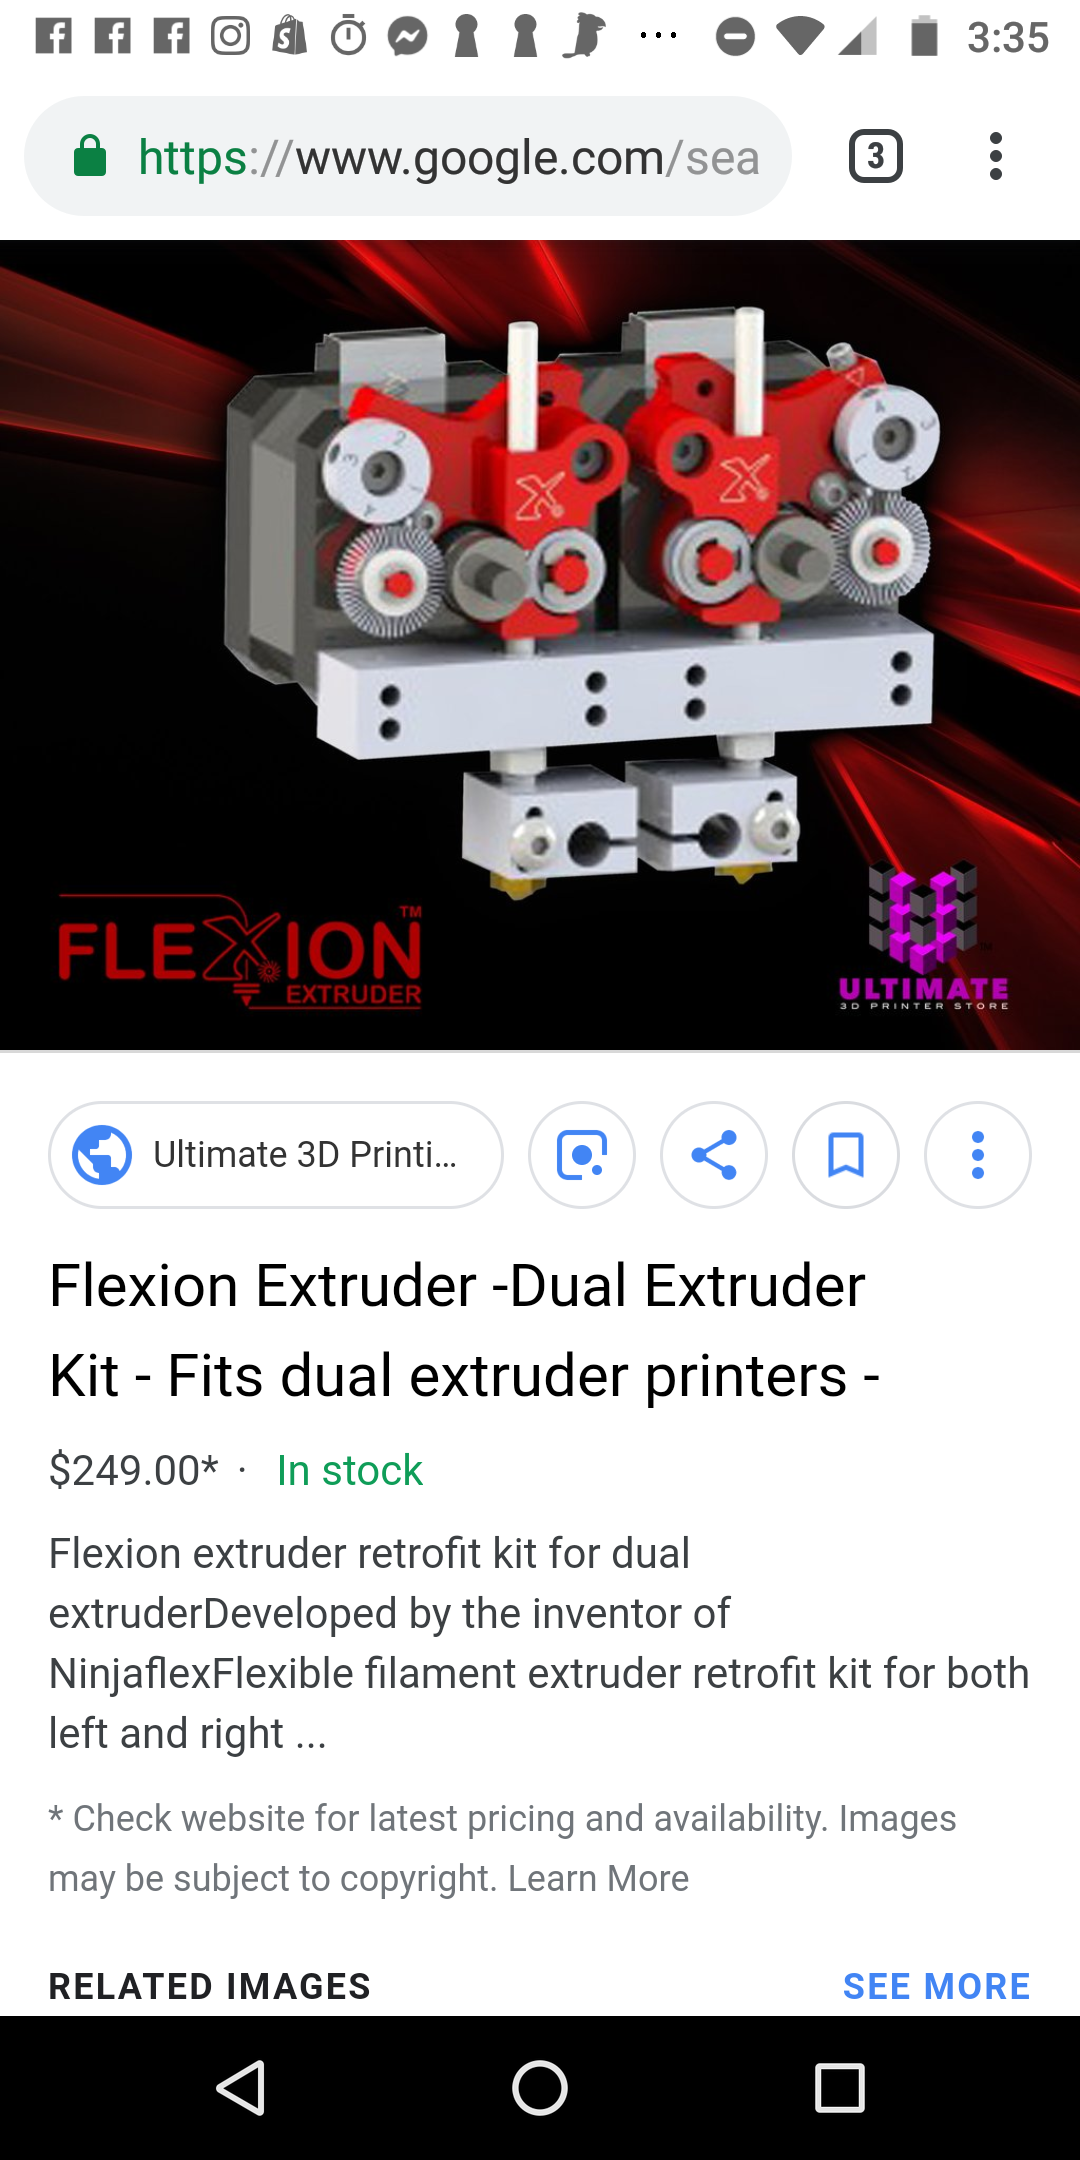 3:35
https://www.google.com/sea
3
FLEXION™
EXTRUDER
ULTIMATE™
3D PRINTER STORE
Ultimate 3D Printi...
Flexion Extruder -Dual Extruder
Kit - Fits dual extruder printers -
$249.00* · In stock
Flexion extruder retrofit kit for dual
extruderDeveloped by the inventor of
NinjaflexFlexible filament extruder retrofit kit for both
left and right ...
* Check website for latest pricing and availability. Images
may be subject to copyright. Learn More
RELATED IMAGES
SEE MORE